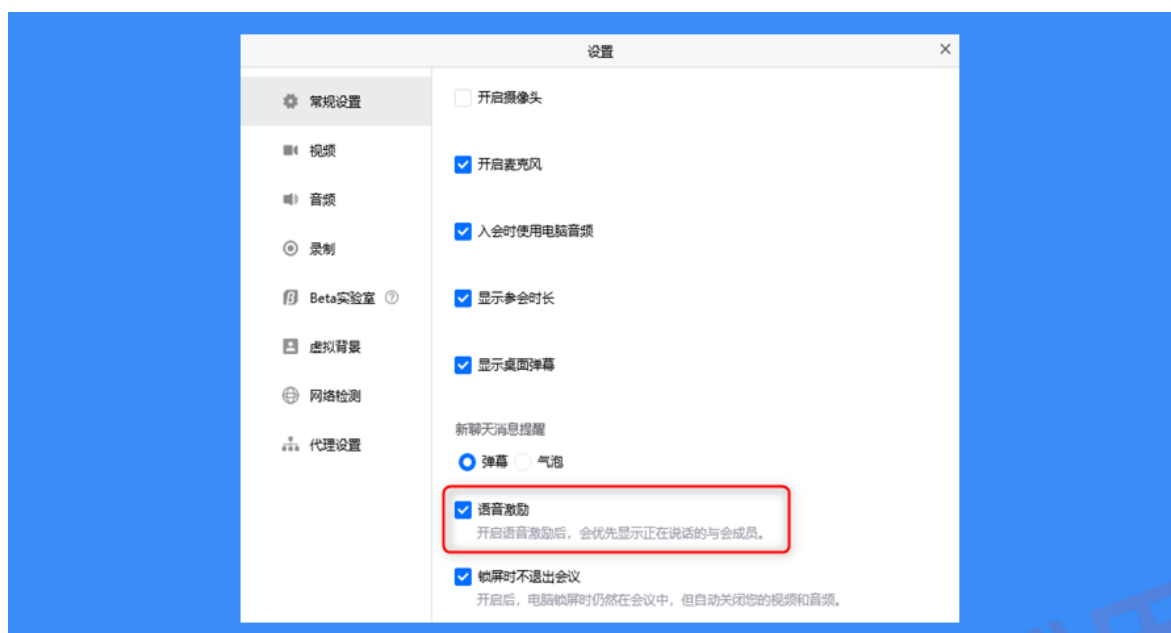 设置
常规设置
视频
音频
录制
Beta实验室
虚拟背景
网络检测
代理设置
开启摄像头
开启麦克风
入会时使用电脑音频
显示参会时长
显示桌面弹幕
新聊天消息提醒
弹幕 气泡
语音激励
开启语音激励后，会优先显示正在说话的与会成员。
锁屏时不退出会议
开启后，电脑锁屏时仍然在会议中，但自动关闭您的视频和音频。